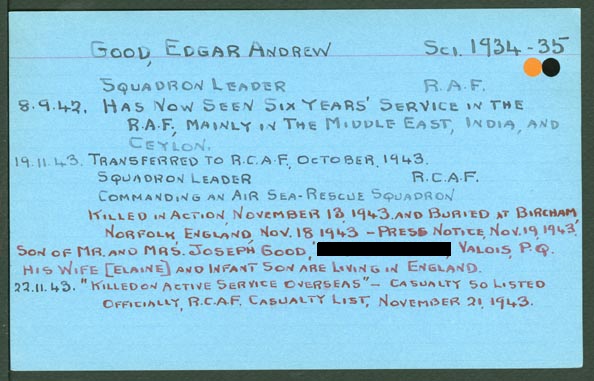 GOOD, EDGAR ANDREW SCI. 1934-35
SQUADRON LEADER R.A.F.
8.9.42. HAS NOW SEEN SIX YEARS' SERVICE IN THE
R.A.F., MAINLY IN THE MIDDLE EAST, INDIA, AND
CEYLON.
19.11.43. TRANSFERRED TO R.C.A.F., OCTOBER, 1943.
SQUADRON LEADER R.C.A.F.
COMMANDING AN AIR SEA-RESCUE SQUADRON
KILLED IN ACTION, NOVEMBER 13, 1943, AND BURIED AT BIRCHAM,
NORFOLK, ENGLAND, NOV. 18 1943 - PRESS NOTICE, NOV. 19, 1943.
SON OF MR. AND MRS. JOSEPH GOOD, VALOIS, P.Q.
HIS WIFE [ELAINE] AND INFANT SON ARE LIVING IN ENGLAND.
22.11.43. "KILLED ON ACTIVE SERVICE OVERSEAS" - CASUALTY SO LISTED
OFFICIALLY, R.C.A.F. CASUALTY LIST, NOVEMBER 21, 1943.